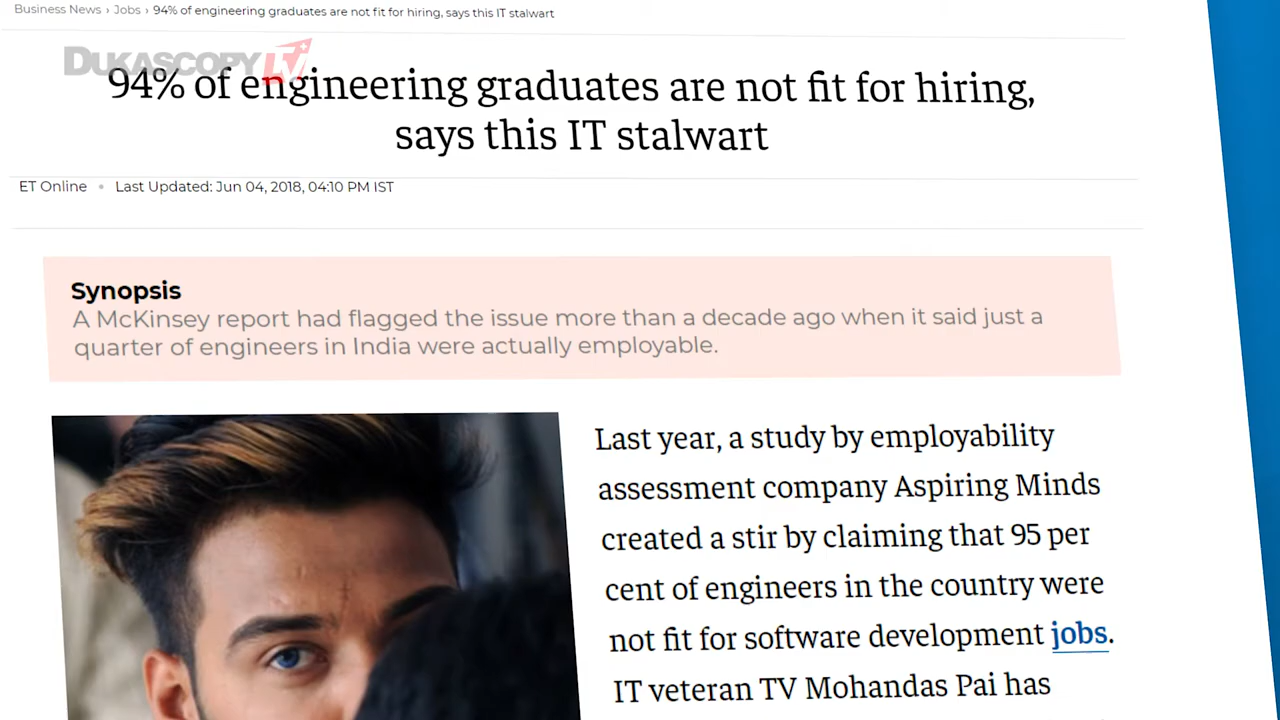 Business News › Jobs › 94% of engineering graduates are not fit for hiring, says this IT stalwart
DUKASCOPY TV
94% of engineering graduates are not fit for hiring,
says this IT stalwart
ET Online • Last Updated: Jun 04, 2018, 04:10 PM IST
Synopsis
A McKinsey report had flagged the issue more than a decade ago when it said just a
quarter of engineers in India were actually employable.
Last year, a study by employability
assessment company Aspiring Minds
created a stir by claiming that 95 per
cent of engineers in the country were
not fit for software development jobs.
IT veteran TV Mohandas Pai has